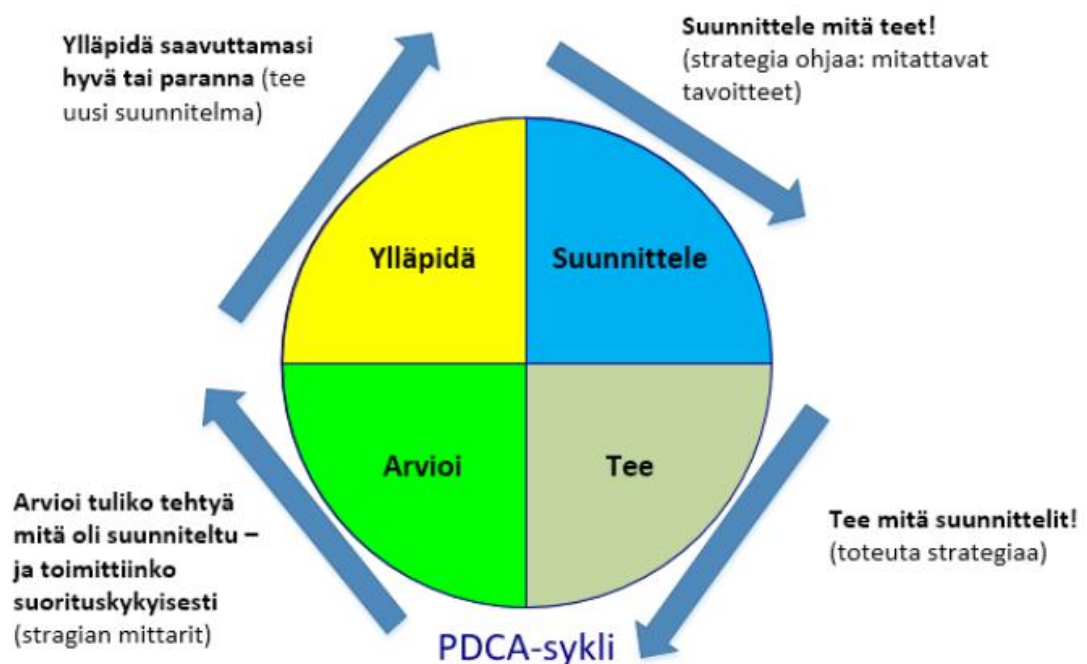 Ylläpidä saavuttamasi
hyvä tai paranna (tee
uusi suunnitelma)
Suunnittele mitä teet!
(strategia ohjaa: mitattavat
tavoitteet)
Ylläpidä
Suunnittele
Arvioi
Tee
Arvioi tuliko tehtyä
mitä oli suunniteltu –
ja toimittiinko
suorituskykyisesti
(stragian mittarit)
Tee mitä suunnittelit!
(toteuta strategiaa)
PDCA-sykli